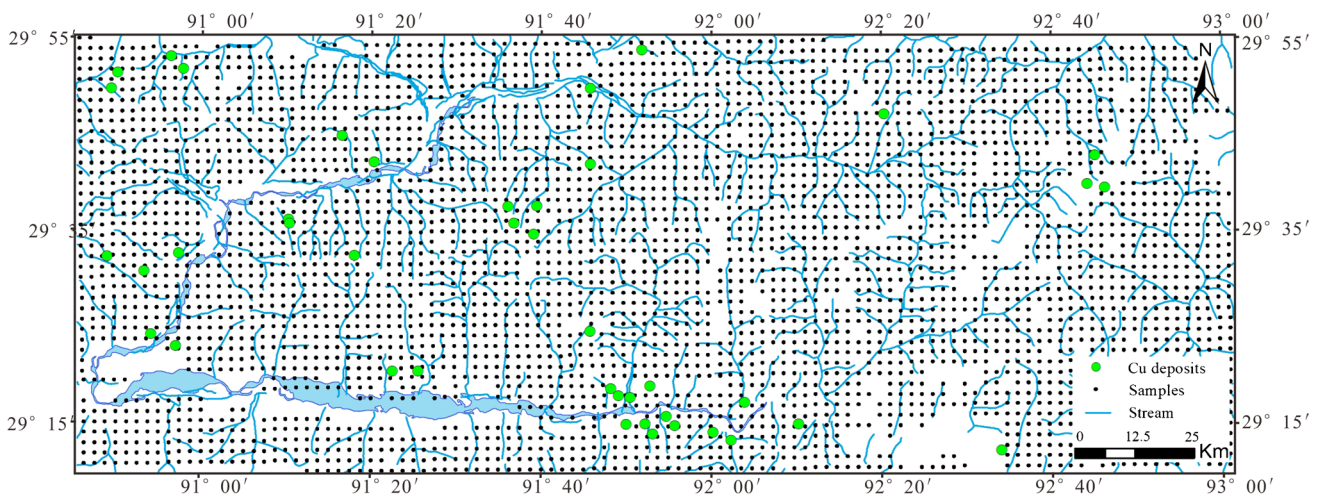 91° 00′ 91° 20′ 91° 40′ 92° 00′ 92° 20′ 92° 40′ 93° 00′
29° 55′ 29° 55′
N
29° 35 29° 35′
Cu deposits
Samples
Stream
29° 15′ 29° 15′
0 12.5 25
Km
91° 00′ 91° 20′ 91° 40′ 92° 00′ 92° 20′ 92° 40′ 93° 00′